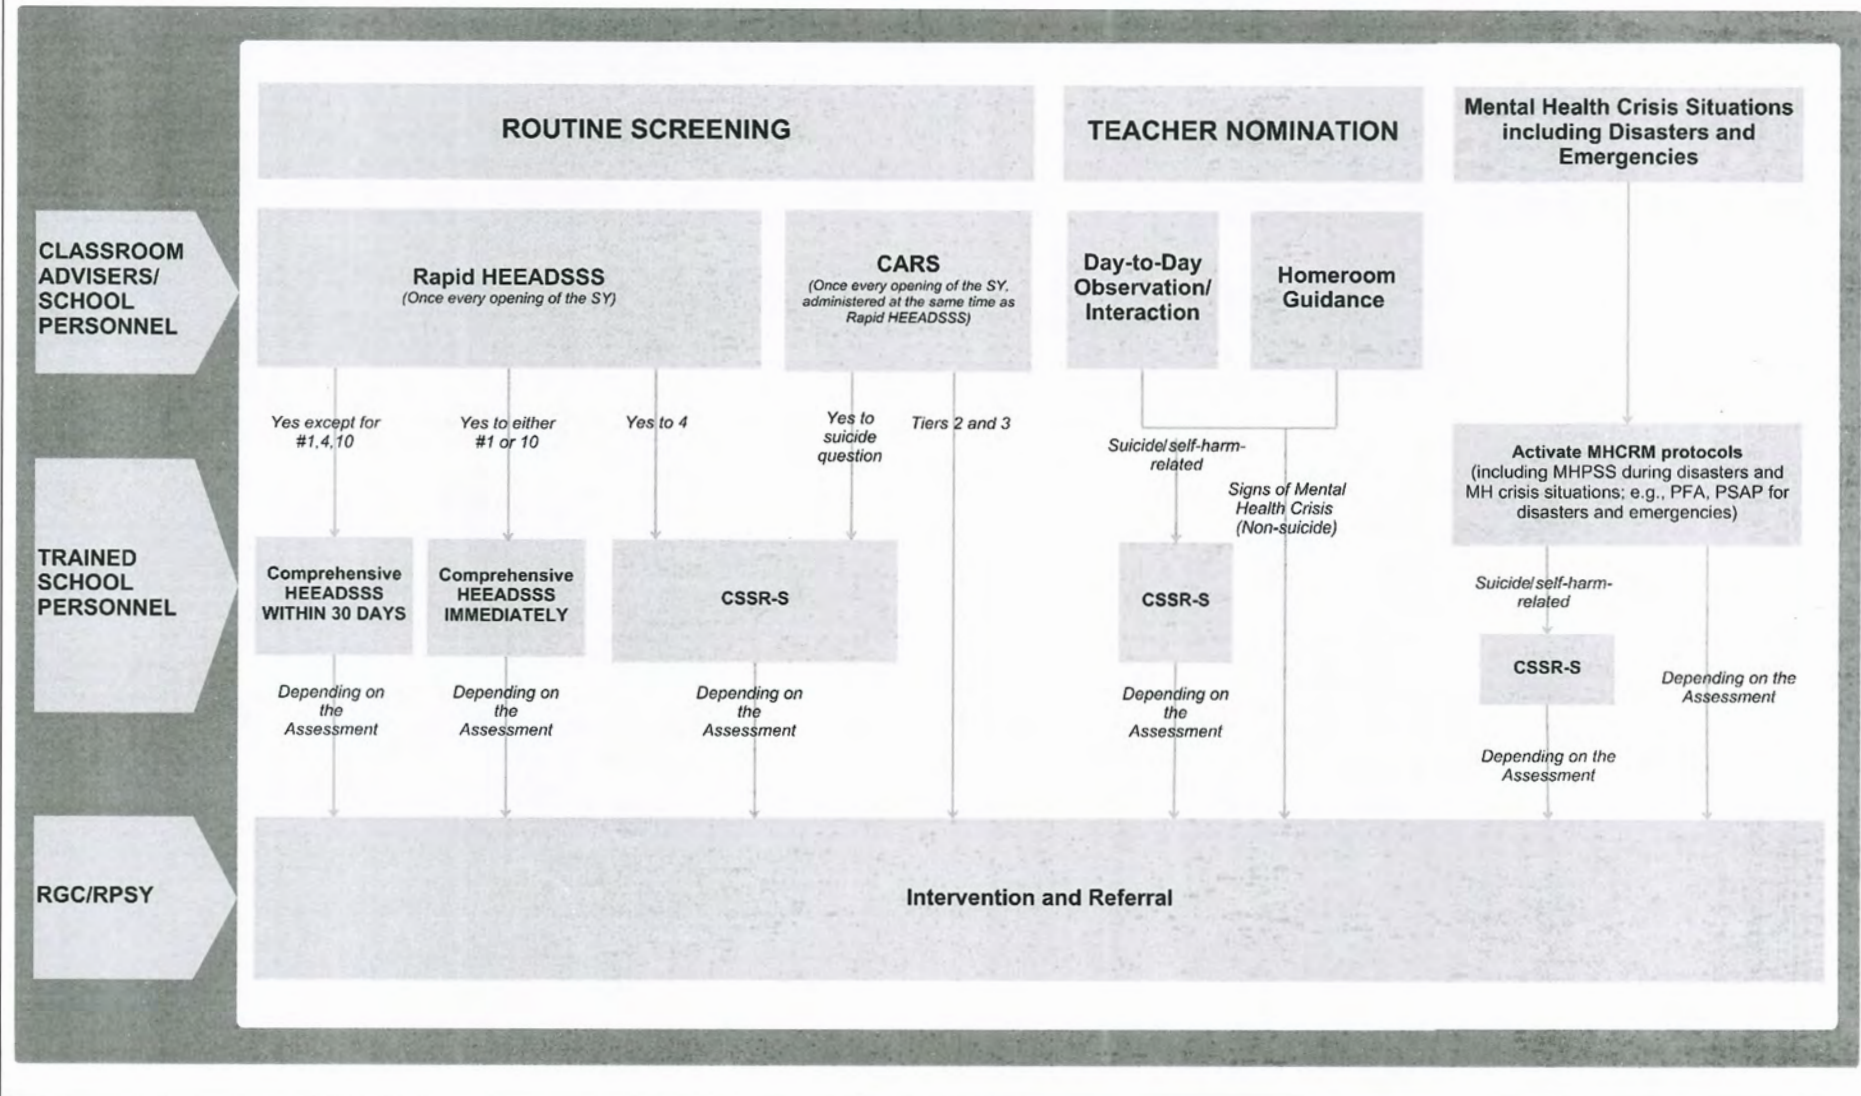 ROUTINE SCREENING
TEACHER NOMINATION
Mental Health Crisis Situations
including Disasters and
Emergencies
CLASSROOM
ADVISERS/
SCHOOL
PERSONNEL
Rapid HEEADSSS
(Once every opening of the SY)
CARS
(Once every opening of the SY,
administered at the same time as
Rapid HEEADSSS)
Day-to-Day
Observation/
Interaction
Homeroom
Guidance
Yes except for
#1,4,10
Yes to either
#1 or 10
Yes to 4
Yes to
suicide
question
Tiers 2 and 3
Suicide/self-harm-
related
Signs of Mental
Health Crisis
(Non-suicide)
Activate MHCRM protocols
(including MHPSS during disasters and
MH crisis situations; e.g., PFA, PSAP for
disasters and emergencies)
TRAINED
SCHOOL
PERSONNEL
Comprehensive
HEEADSSS
WITHIN 30 DAYS
Comprehensive
HEEADSSS
IMMEDIATELY
CSSR-S
CSSR-S
Suicide/self-harm-
related
CSSR-S
Depending on
the
Assessment
Depending on
the
Assessment
Depending on
the
Assessment
Depending on
the
Assessment
Depending on the
Assessment
Depending on the
Assessment
RGC/RPSY
Intervention and Referral